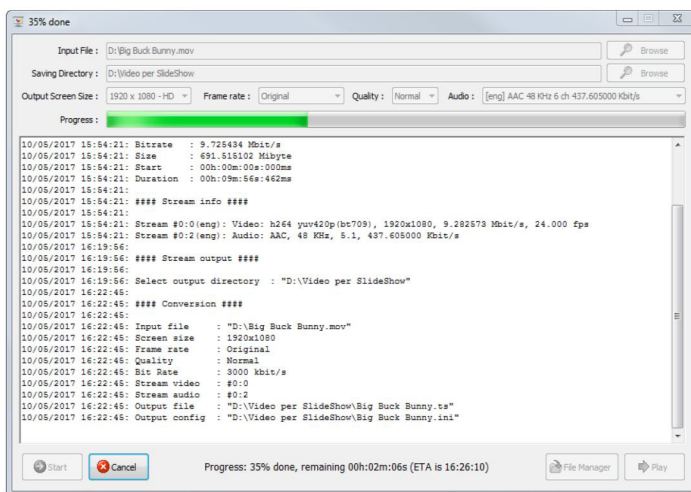 35% done
Input File : D:\Big Buck Bunny.mov Browse
Saving Directory : D:\Video per SlideShow Browse
Output Screen Size : 1920 x 1080 - HD Frame rate : Original Quality : Normal Audio : [eng] AAC 48 KHz 6 ch 437.605000 Kbit/s
Progress :
10/05/2017 15:54:21: Bitrate : 9.725434 Mbit/s
10/05/2017 15:54:21: Size : 691.515102 Mibyte
10/05/2017 15:54:21: Start : 00h:00m:00s:000ms
10/05/2017 15:54:21: Duration : 00h:09m:56s:462ms
10/05/2017 15:54:21:
10/05/2017 15:54:21: #### Stream info ####
10/05/2017 15:54:21:
10/05/2017 15:54:21: Stream #0:0(eng): Video: h264 yuv420p(bt709), 1920x1080, 9.282573 Mbit/s, 24.000 fps
10/05/2017 15:54:21: Stream #0:2(eng): Audio: AAC, 48 KHz, 5.1, 437.605000 Kbit/s
10/05/2017 16:19:56:
10/05/2017 16:19:56: #### Stream output ####
10/05/2017 16:19:56:
10/05/2017 16:19:56: Select output directory : "D:\Video per SlideShow"
10/05/2017 16:22:45:
10/05/2017 16:22:45: #### Conversion ####
10/05/2017 16:22:45:
10/05/2017 16:22:45: Input file : "D:\Big Buck Bunny.mov"
10/05/2017 16:22:45: Screen size : 1920x1080
10/05/2017 16:22:45: Frame rate : Original
10/05/2017 16:22:45: Quality : Normal
10/05/2017 16:22:45: Bit Rate : 3000 kbit/s
10/05/2017 16:22:45: Stream video : #0:0
10/05/2017 16:22:45: Stream audio : #0:2
10/05/2017 16:22:45: Output file : "D:\Video per SlideShow\Big Buck Bunny.ts"
10/05/2017 16:22:45: Output config : "D:\Video per SlideShow\Big Buck Bunny.ini"
Start Cancel Progress: 35% done, remaining 00h:02m:06s (ETA is 16:26:10) File Manager Play